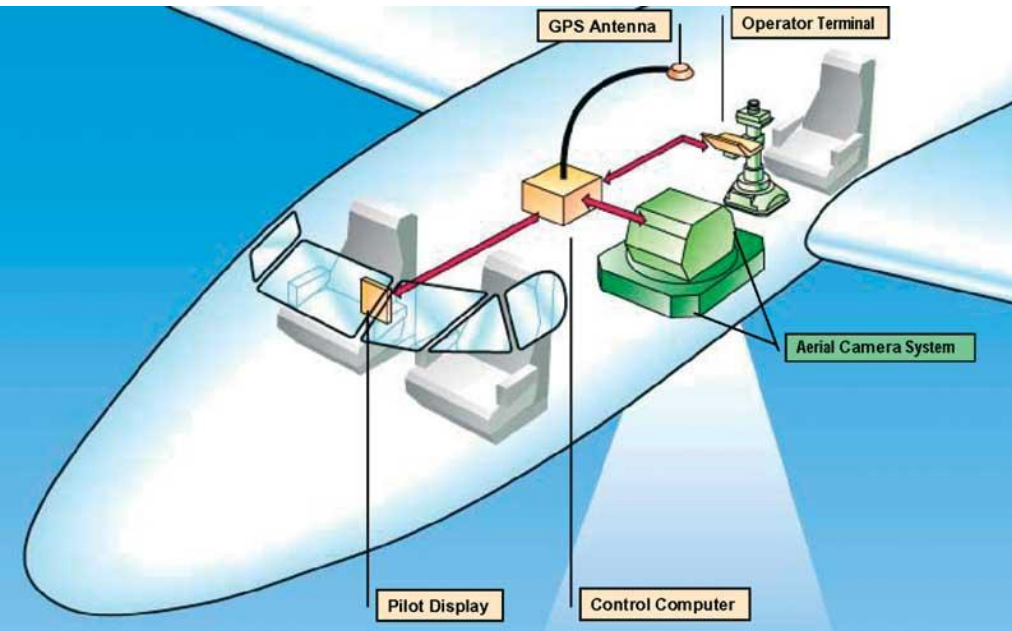 GPS Antenna
Operator Terminal
Aerial Camera System
Pilot Display
Control Computer